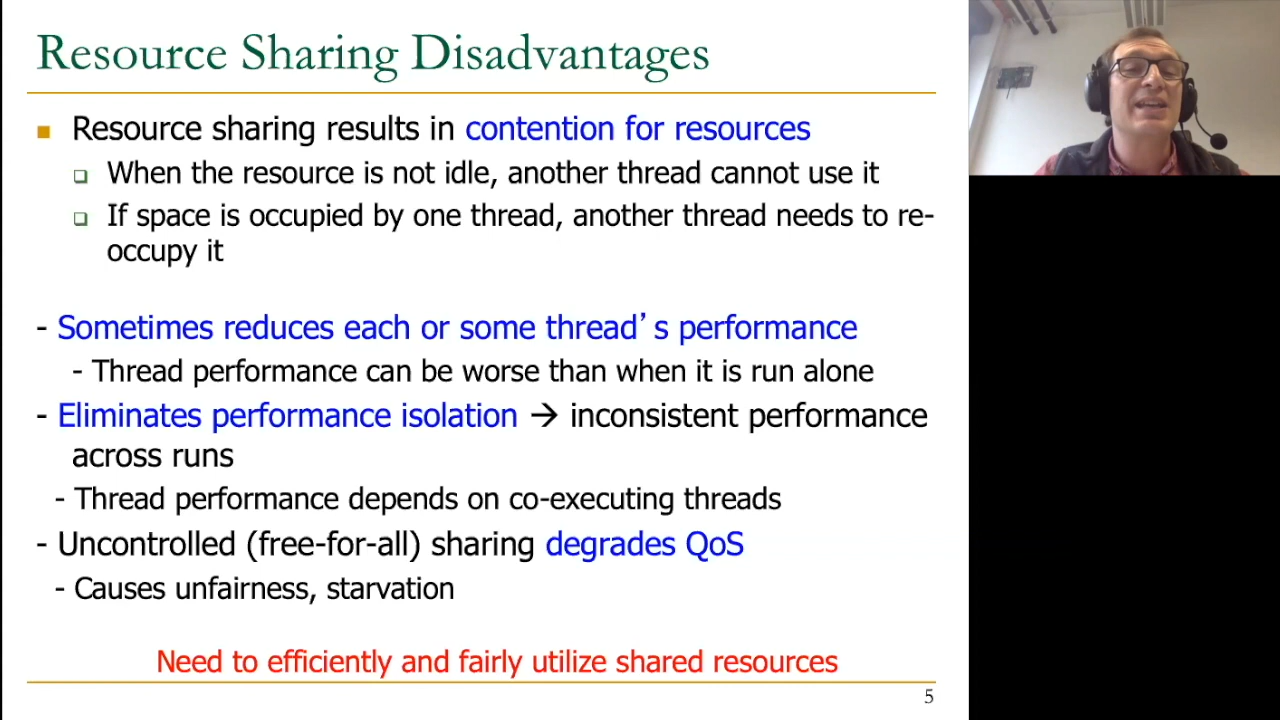 Resource Sharing Disadvantages
Resource sharing results in contention for resources
When the resource is not idle, another thread cannot use it
If space is occupied by one thread, another thread needs to re-
occupy it
- Sometimes reduces each or some thread’s performance
- Thread performance can be worse than when it is run alone
- Eliminates performance isolation → inconsistent performance
across runs
- Thread performance depends on co-executing threads
- Uncontrolled (free-for-all) sharing degrades QoS
- Causes unfairness, starvation
Need to efficiently and fairly utilize shared resources
5